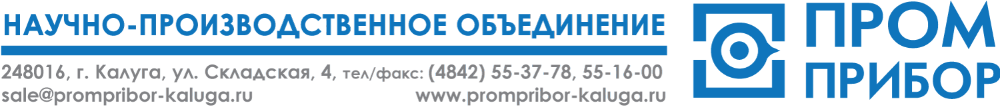 НАУЧНО-ПРОИЗВОДСТВЕННОЕ ОБЪЕДИНЕНИЕ
248016, г. Калуга, ул. Складская, 4, тел/факс: (4842) 55-37-78, 55-16-00
sale@prompribor-kaluga.ru www.prompribor-kaluga.ru
ПРОМ
ПРИБОР